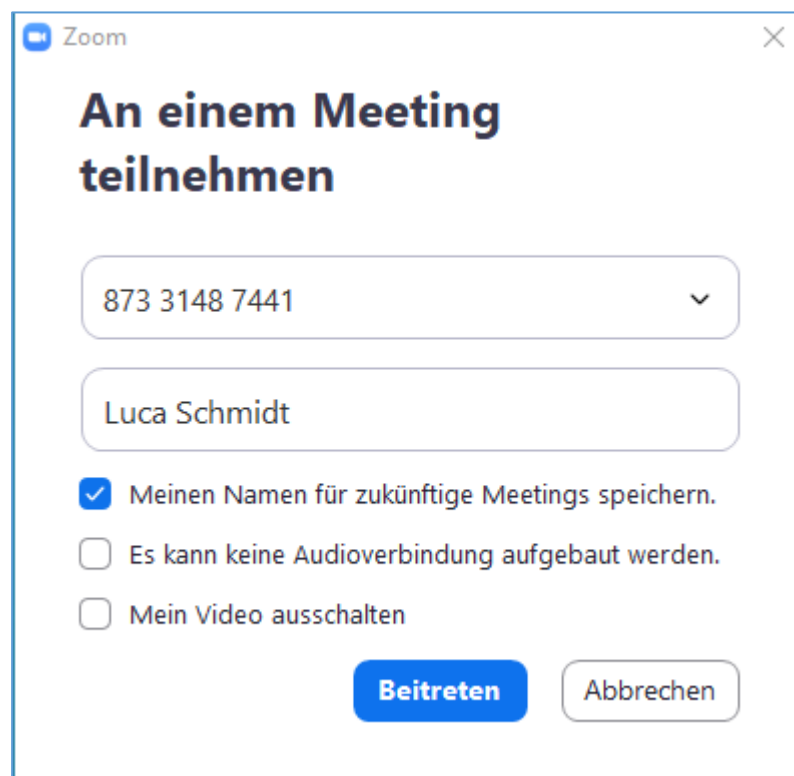 Zoom
An einem Meeting
teilnehmen
873 3148 7441
Luca Schmidt
Meinen Namen für zukünftige Meetings speichern.
Es kann keine Audioverbindung aufgebaut werden.
Mein Video ausschalten
Beitreten Abbrechen